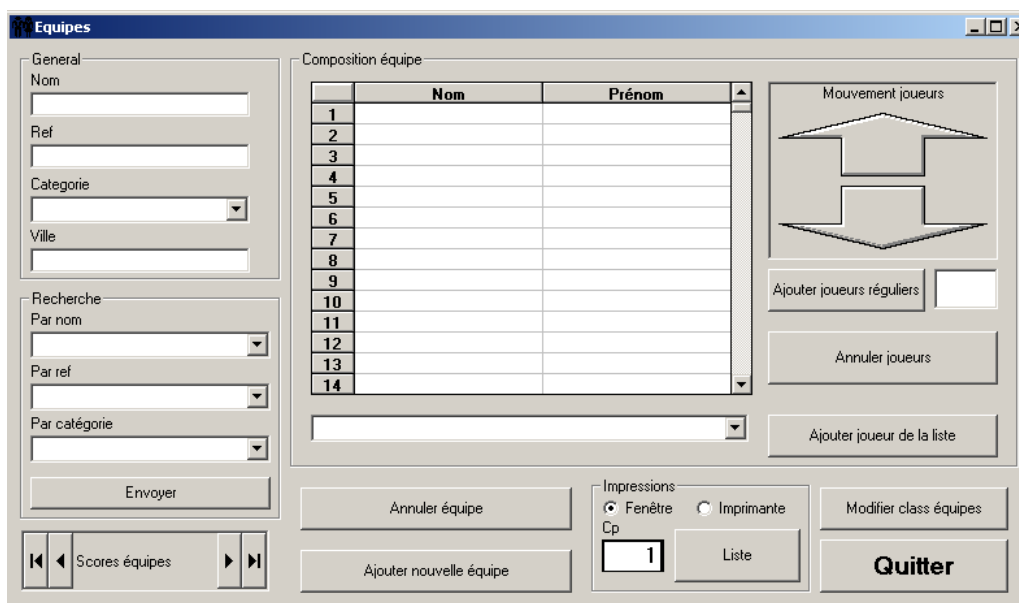 Equipes
General
Nom
Ref
Categorie
Ville
Recherche
Par nom
Par ref
Par catégorie
Envoyer
Scores équipes
Composition équipe
Nom Prénom
1
2
3
4
5
6
7
8
9
10
11
12
13
14
Mouvement joueurs
Ajouter joueurs réguliers
Annuler joueurs
Ajouter joueur de la liste
Annuler équipe
Ajouter nouvelle équipe
Impressions
Fenêtre Imprimante
Cp
1
Liste
Modifier class équipes
Quitter